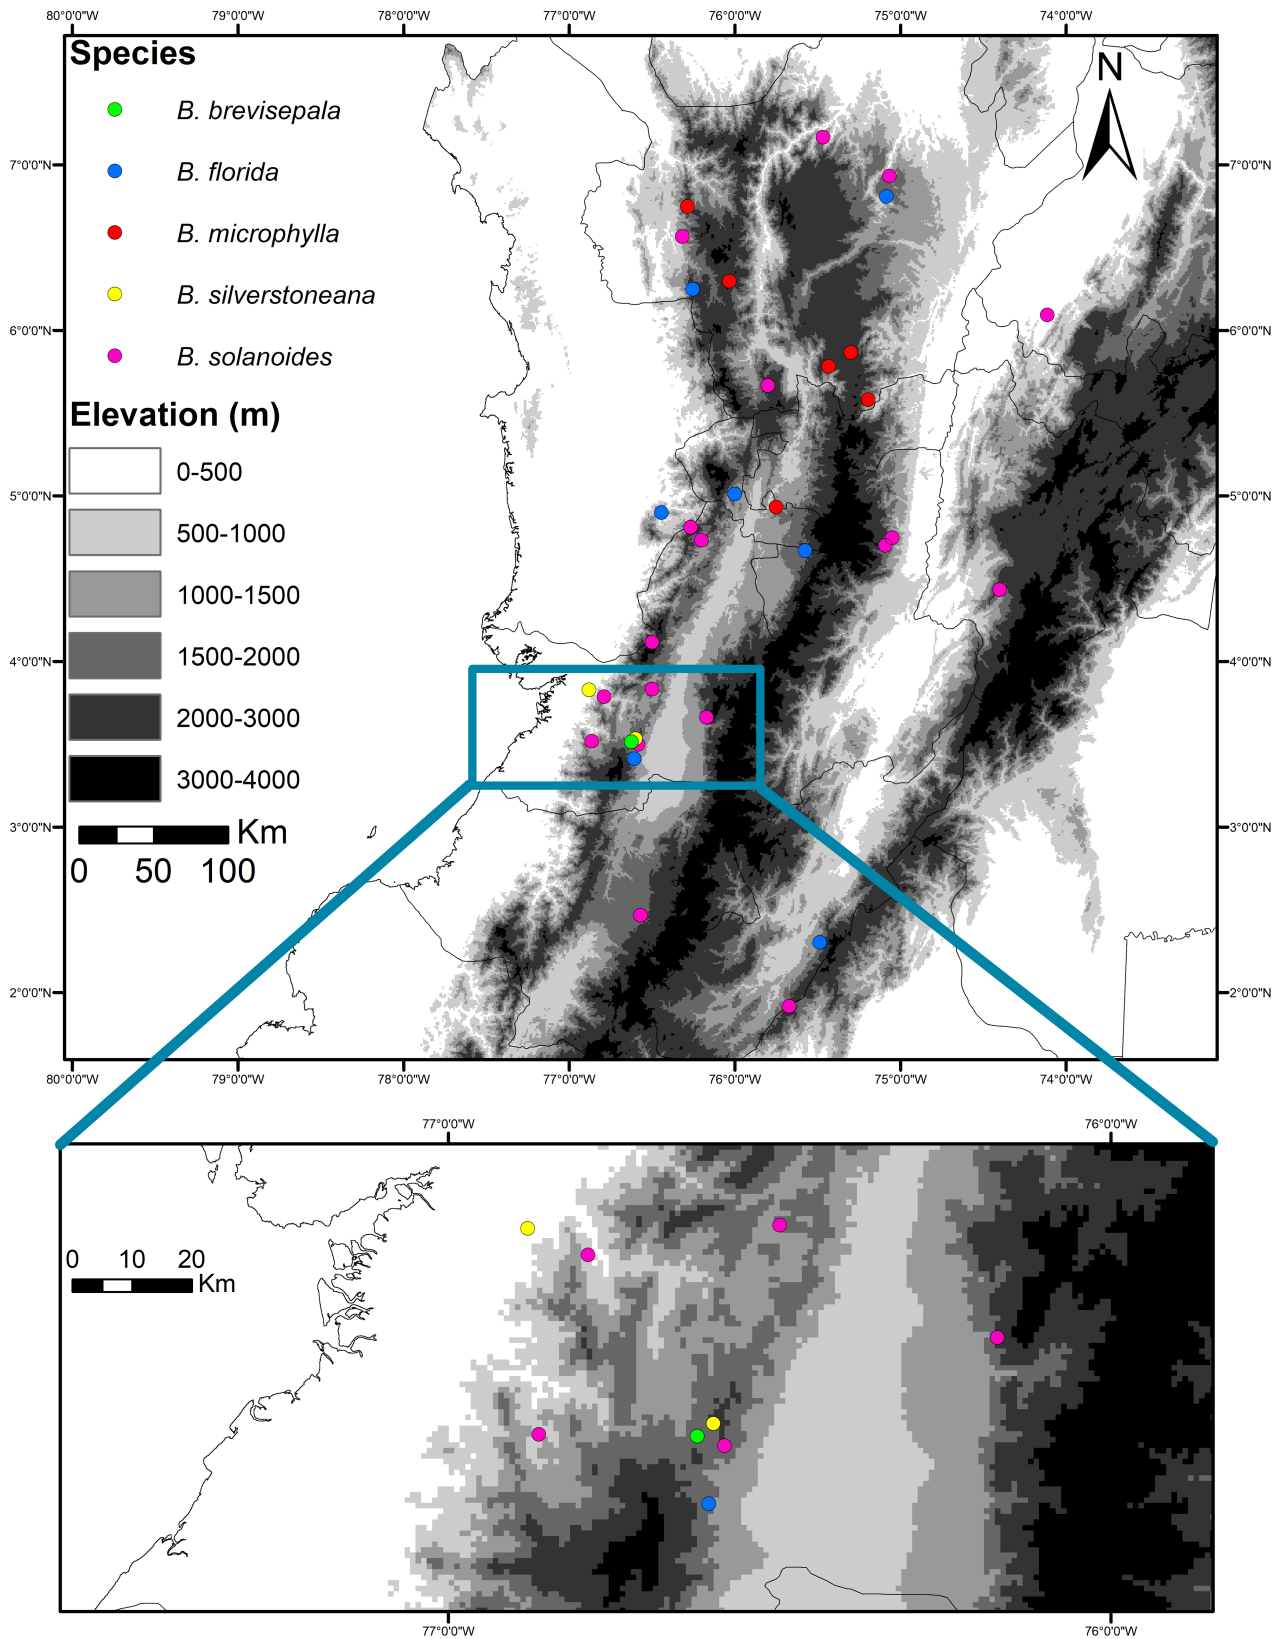 80°0'0"W 79°0'0"W 78°0'0"W 77°0'0"W 76°0'0"W 75°0'0"W 74°0'0"W
Species
N
B. brevisepala
7°0'0"N 7°0'0"N
B. florida
B. microphylla
B. silverstoneana
6°0'0"N 6°0'0"N
B. solanoides
Elevation (m)
0-500
5°0'0"N 5°0'0"N
500-1000
1000-1500
1500-2000
4°0'0"N 4°0'0"N
2000-3000
3000-4000
3°0'0"N 3°0'0"N
Km
0 50 100
2°0'0"N 2°0'0"N
80°0'0"W 79°0'0"W 78°0'0"W 77°0'0"W 76°0'0"W 75°0'0"W 74°0'0"W
77°0'0"W 76°0'0"W
0 10 20
Km
77°0'0"W 76°0'0"W